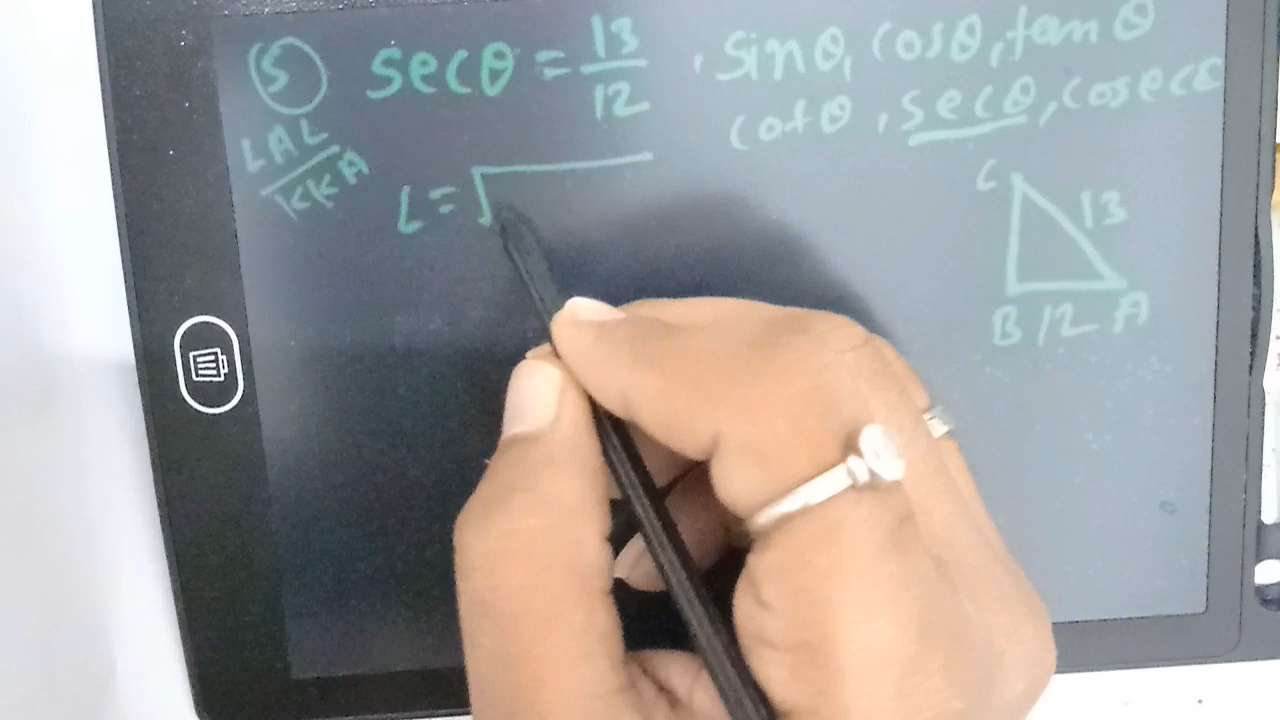 5 secθ = 13/12 , sinθ, cosθ, tanθ
cotθ, secθ, cosecθ
LAL/KKA
L = √
C
13
B 12 A